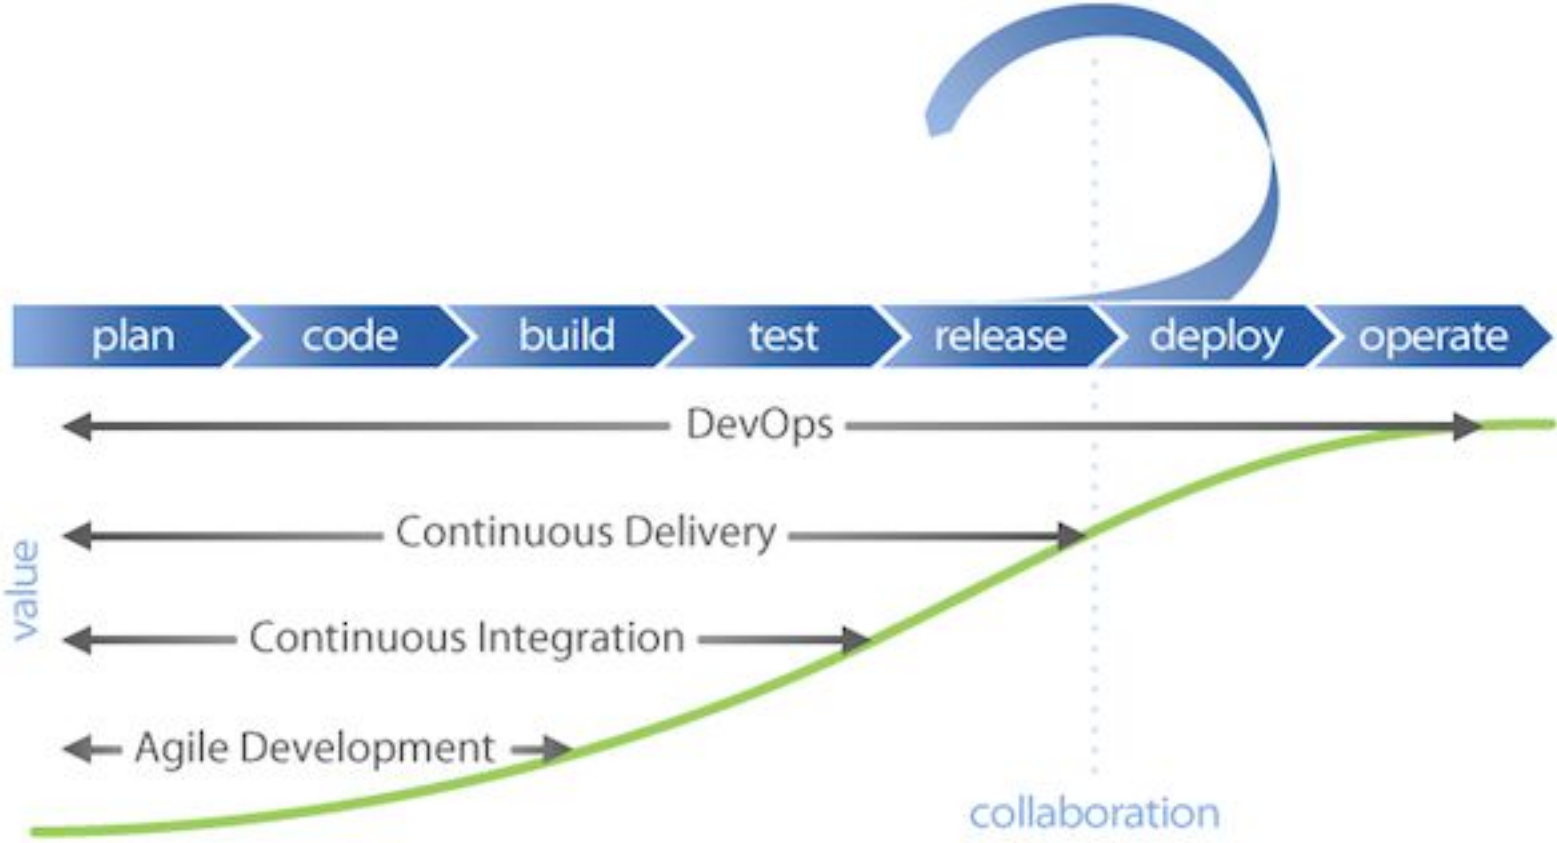 plan code build test release deploy operate
DevOps
Continuous Delivery
value
Continuous Integration
Agile Development
collaboration